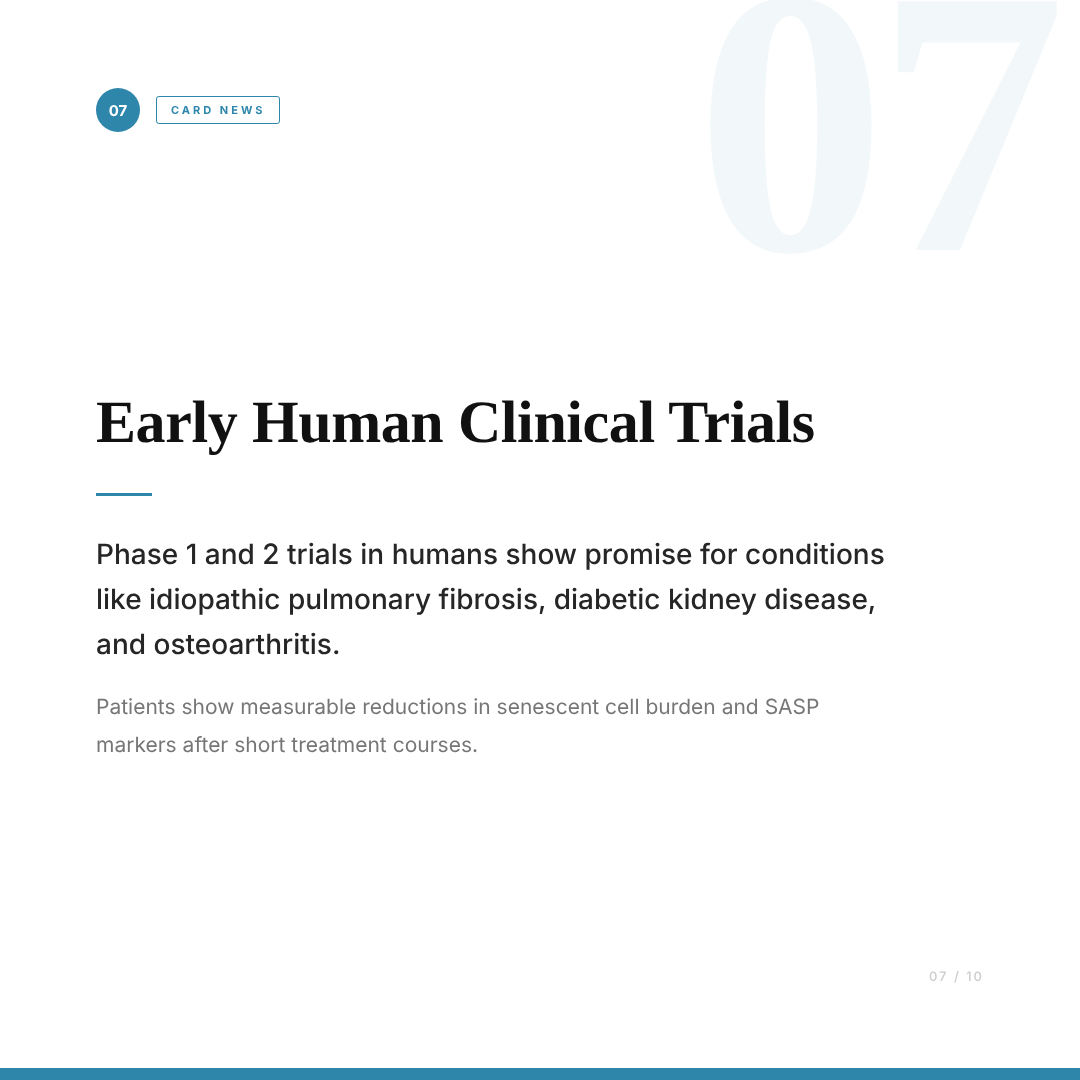 07
07
CARD NEWS
Early Human Clinical Trials
Phase 1 and 2 trials in humans show promise for conditions
like idiopathic pulmonary fibrosis, diabetic kidney disease,
and osteoarthritis.
Patients show measurable reductions in senescent cell burden and SASP
markers after short treatment courses.
07 / 10